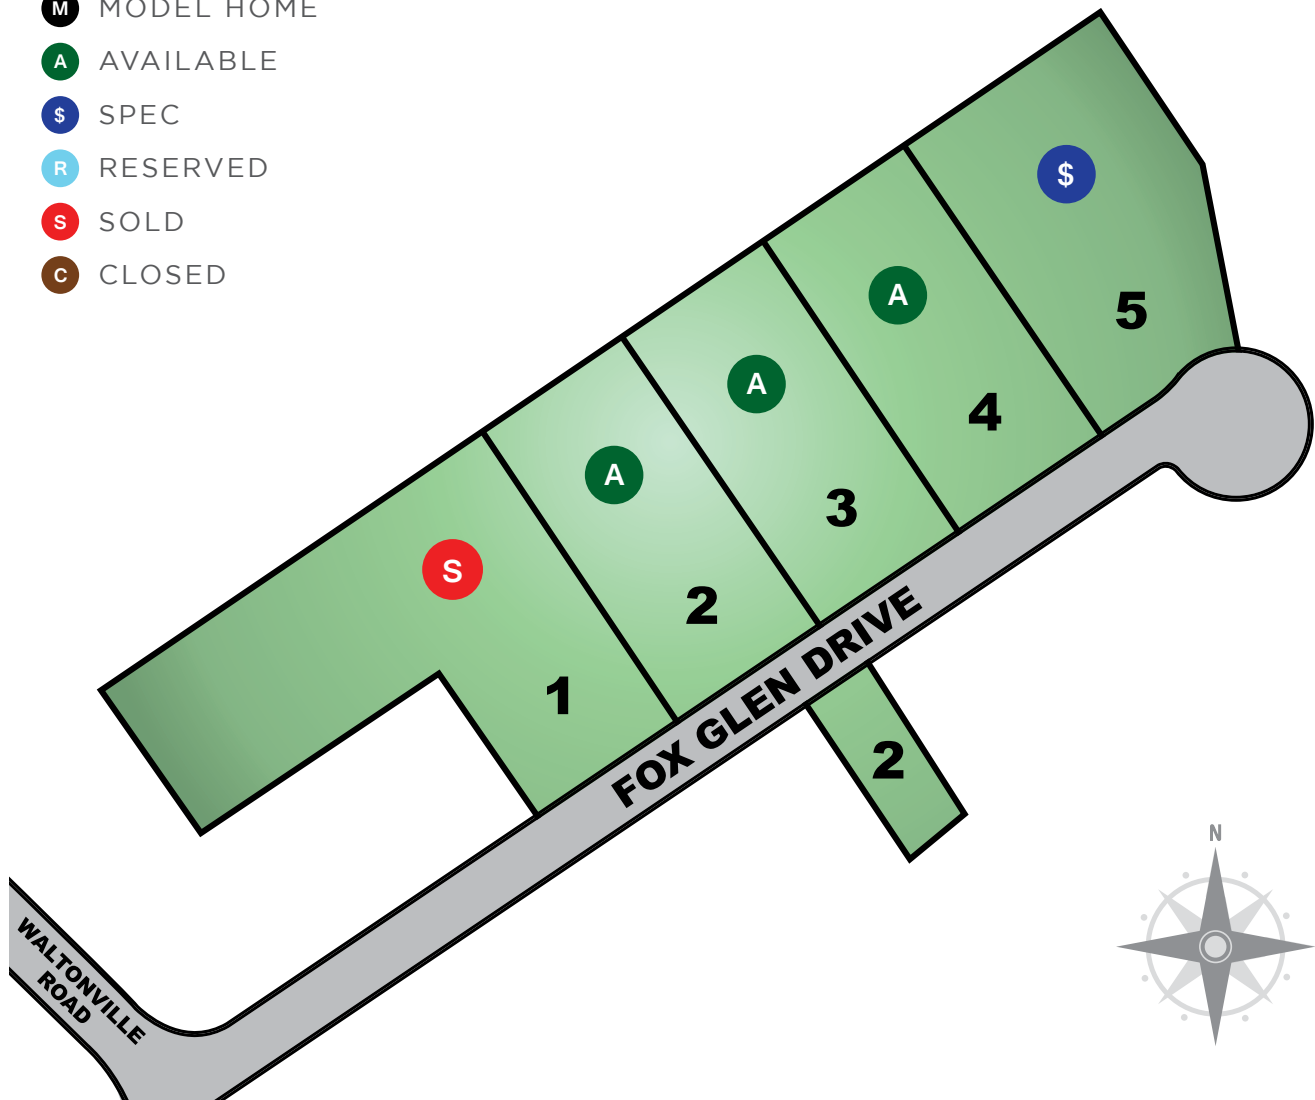 M MODEL HOME
A AVAILABLE
$ SPEC
R RESERVED
S SOLD
C CLOSED
$
5
A
4
A
3
A
2
S
1
FOX GLEN DRIVE
2
WALTONVILLE
ROAD
N